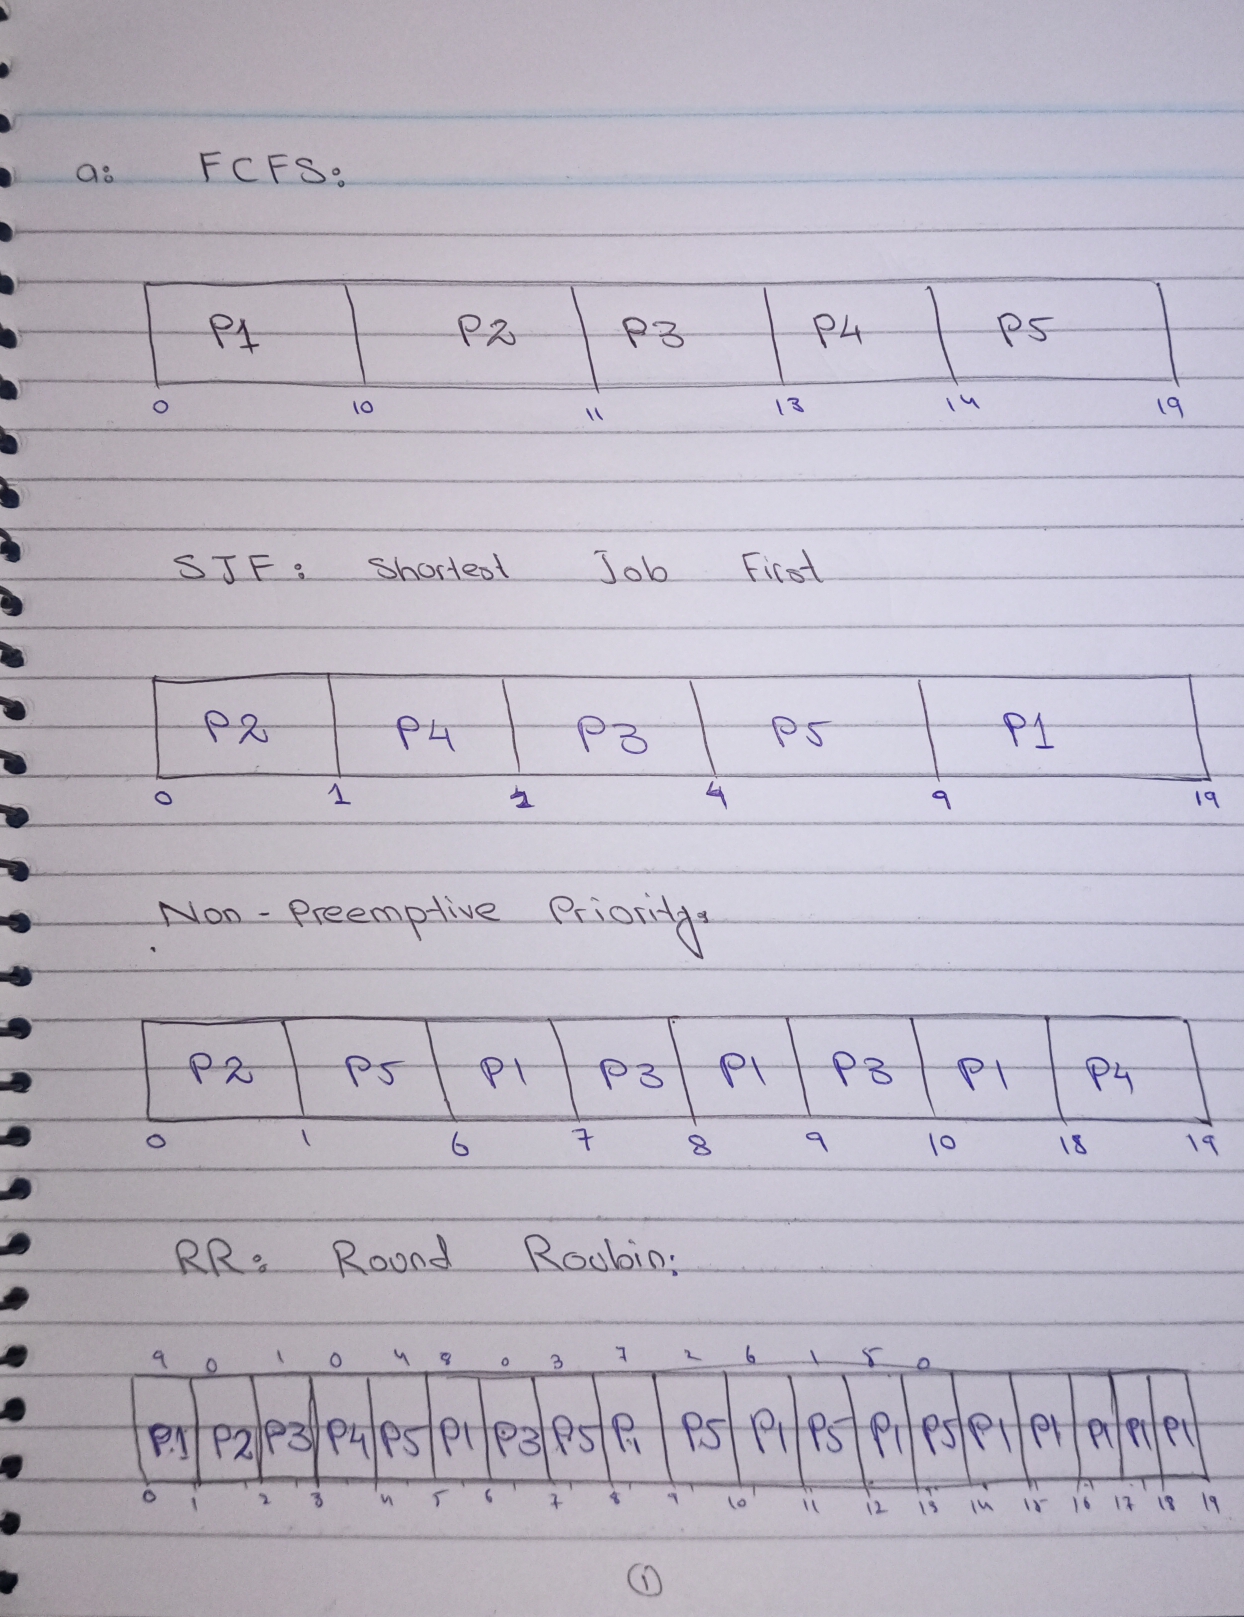 a: FCFS:
P1 P2 P3 P4 P5
0 10 11 13 14 19
SJF: Shortest Job First
P2 P4 P3 P5 P1
0 1 2 4 9 19
Non-Preemptive Priority:
P2 P5 P1 P3 P1 P3 P1 P4
0 1 6 7 8 9 10 18 19
RR: Round Roubin:
9 0 1 0 4 8 0 3 7 2 6 1 5 0
P1 P2 P3 P4 P5 P1 P3 P5 P1 P5 P1 P5 P1 P5 P1 P1 P1 P1 P1
0 1 2 3 4 5 6 7 8 9 10 11 12 13 14 15 16 17 18 19
1